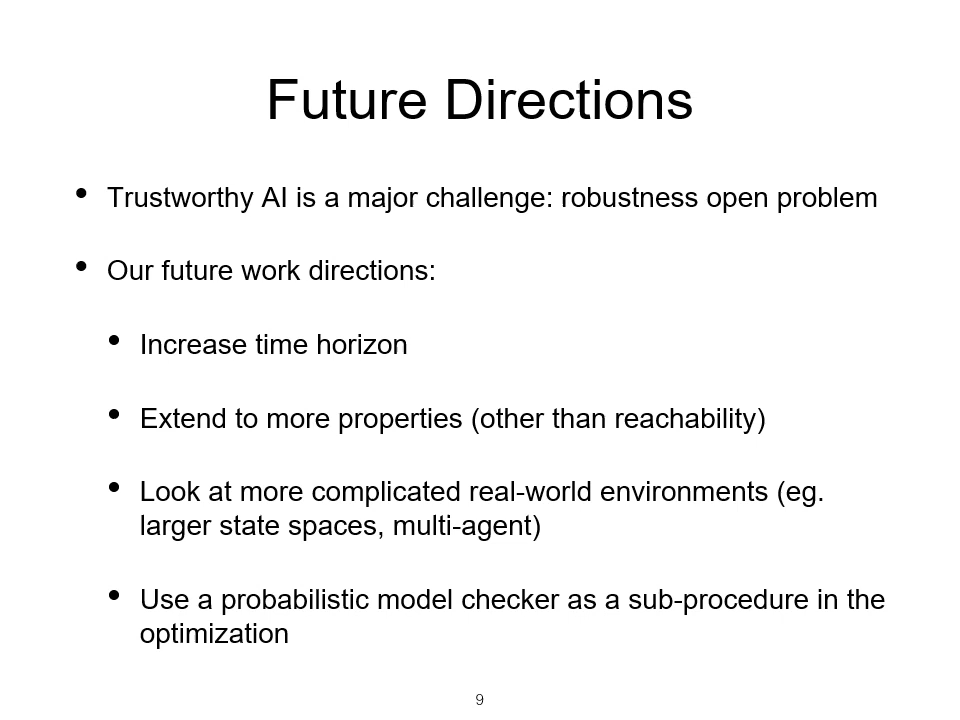 Future Directions
• Trustworthy AI is a major challenge: robustness open problem
• Our future work directions:
• Increase time horizon
• Extend to more properties (other than reachability)
• Look at more complicated real-world environments (eg.
larger state spaces, multi-agent)
• Use a probabilistic model checker as a sub-procedure in the
optimization
9